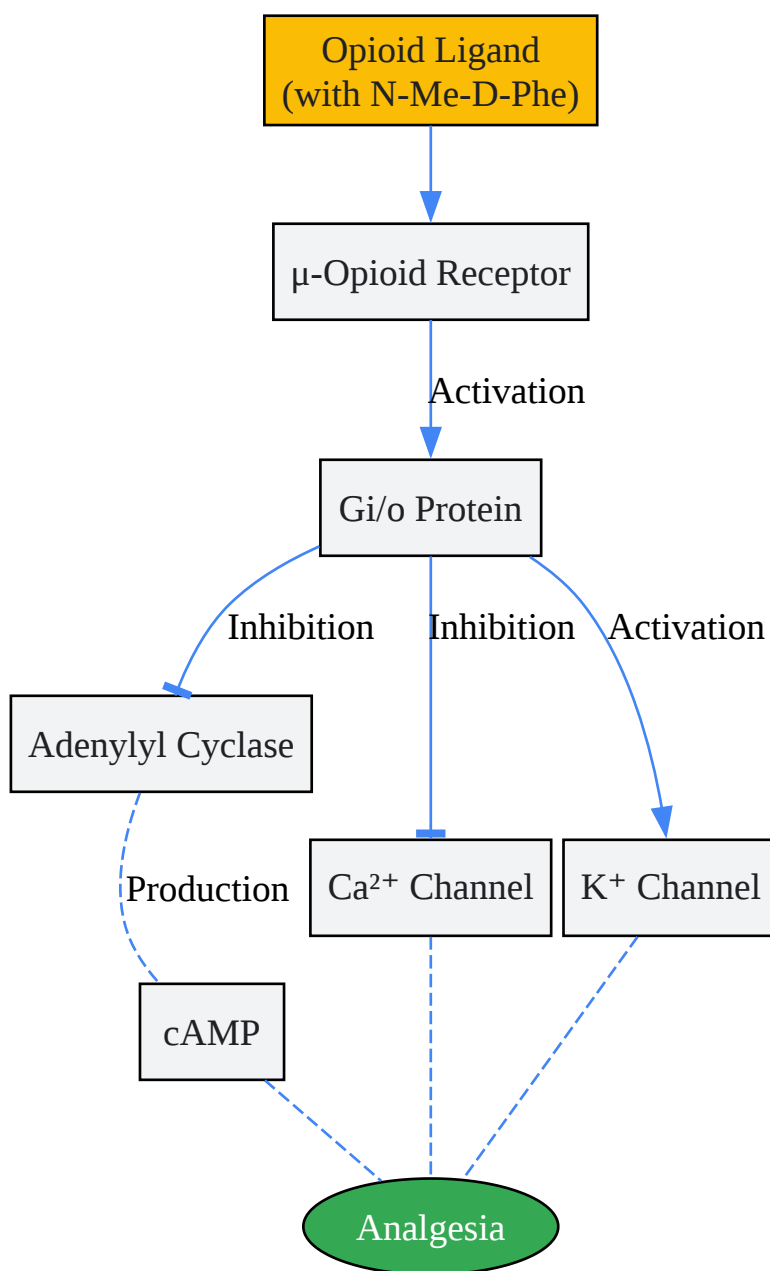 Opioid Ligand
(with N-Me-D-Phe)
μ-Opioid Receptor
Activation
Gi/o Protein
Inhibition
Inhibition
Activation
Adenylyl Cyclase
Production
Ca²⁺ Channel
K⁺ Channel
cAMP
Analgesia